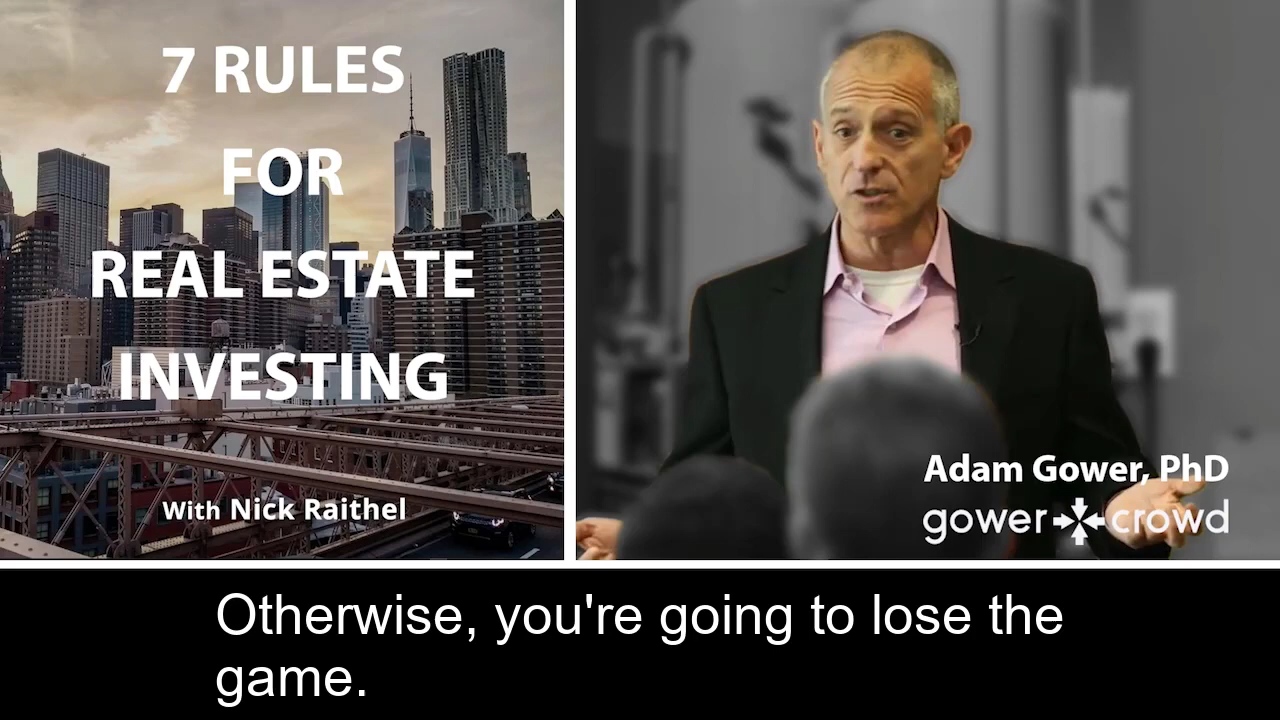 7 RULES
FOR
REAL ESTATE
INVESTING
With Nick Raithel
Adam Gower, PhD
gower crowd
Otherwise, you're going to lose the
game.